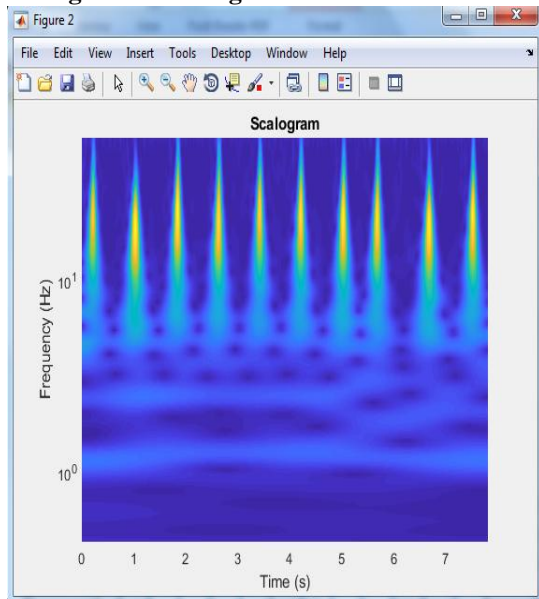 Figure 2
File Edit View Insert Tools Desktop Window Help
Scalogram
Frequency (Hz)
10^1
10^0
0 1 2 3 4 5 6 7
Time (s)